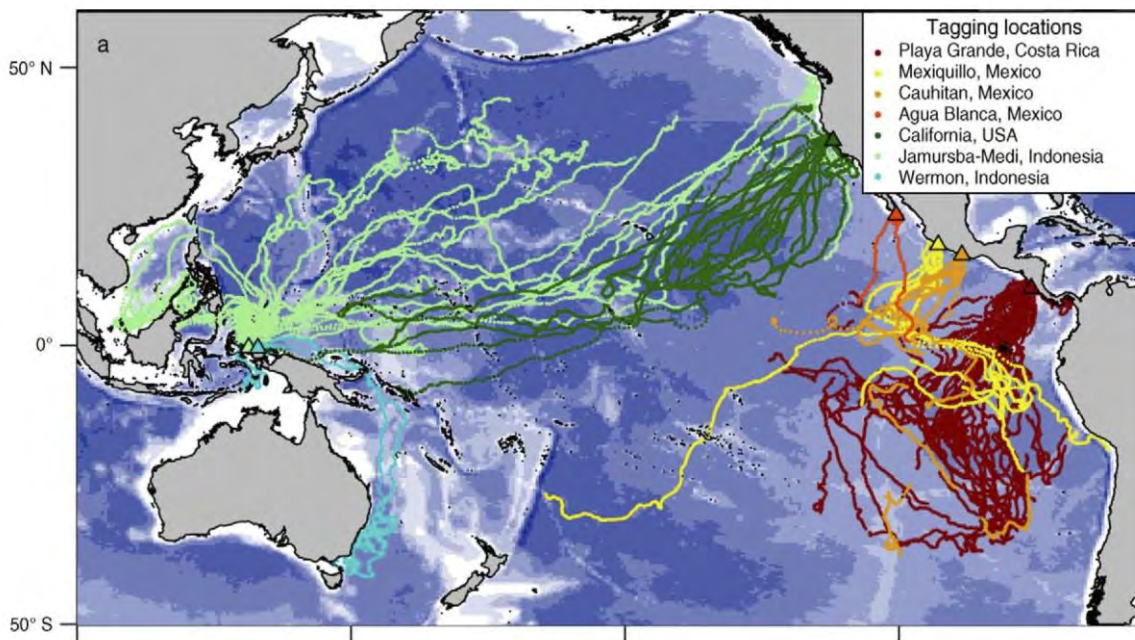 a
Tagging locations
Playa Grande, Costa Rica
Mexiquillo, Mexico
Cauhitan, Mexico
Agua Blanca, Mexico
California, USA
Jamursba-Medi, Indonesia
Wermon, Indonesia
50° N
0°
50° S